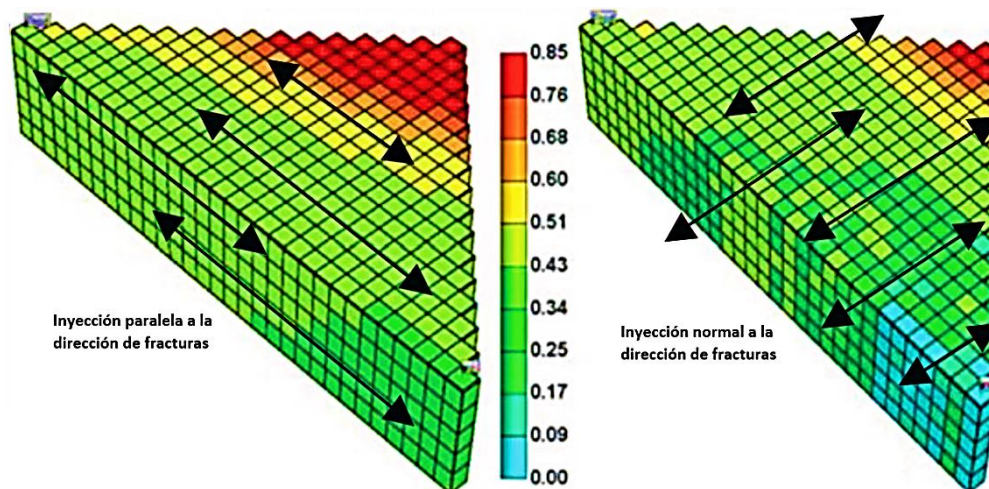 0.85
0.76
0.68
0.60
0.51
0.43
0.34
0.25
0.17
0.09
0.00
Inyección paralela a la
dirección de fracturas
Inyección normal a la
dirección de fracturas